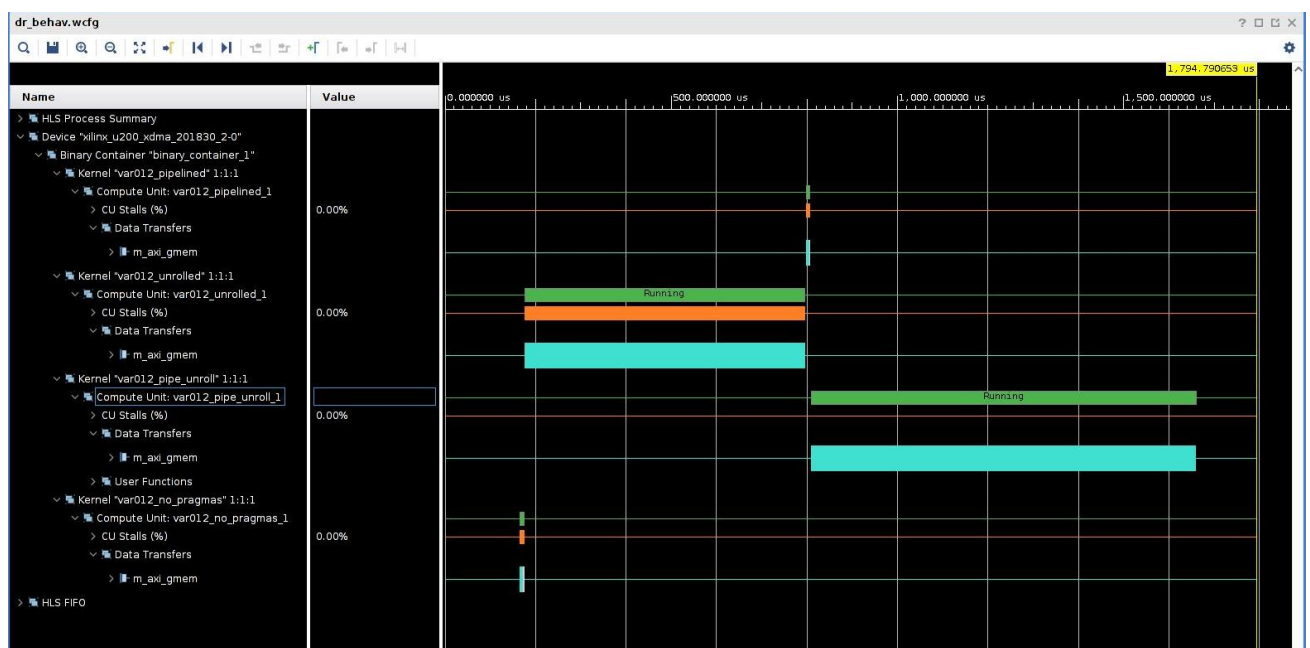 dr_behav.wcfg
1,794.790653 us
Name Value 0.000000 us 500.000000 us 1,000.000000 us 1,500.000000 us
HLS Process Summary
Device "xilinx_u200_xdma_201830_2-0"
Binary Container "binary_container_1"
Kernel "var012_pipelined" 1:1:1
Compute Unit: var012_pipelined_1
CU Stalls (%) 0.00%
Data Transfers
m_axi_gmem
Kernel "var012_unrolled" 1:1:1
Compute Unit: var012_unrolled_1 Running
CU Stalls (%) 0.00%
Data Transfers
m_axi_gmem
Kernel "var012_pipe_unroll" 1:1:1
Compute Unit: var012_pipe_unroll_1 Running
CU Stalls (%) 0.00%
Data Transfers
m_axi_gmem
User Functions
Kernel "var012_no_pragmas" 1:1:1
Compute Unit: var012_no_pragmas_1
CU Stalls (%) 0.00%
Data Transfers
m_axi_gmem
HLS FIFO